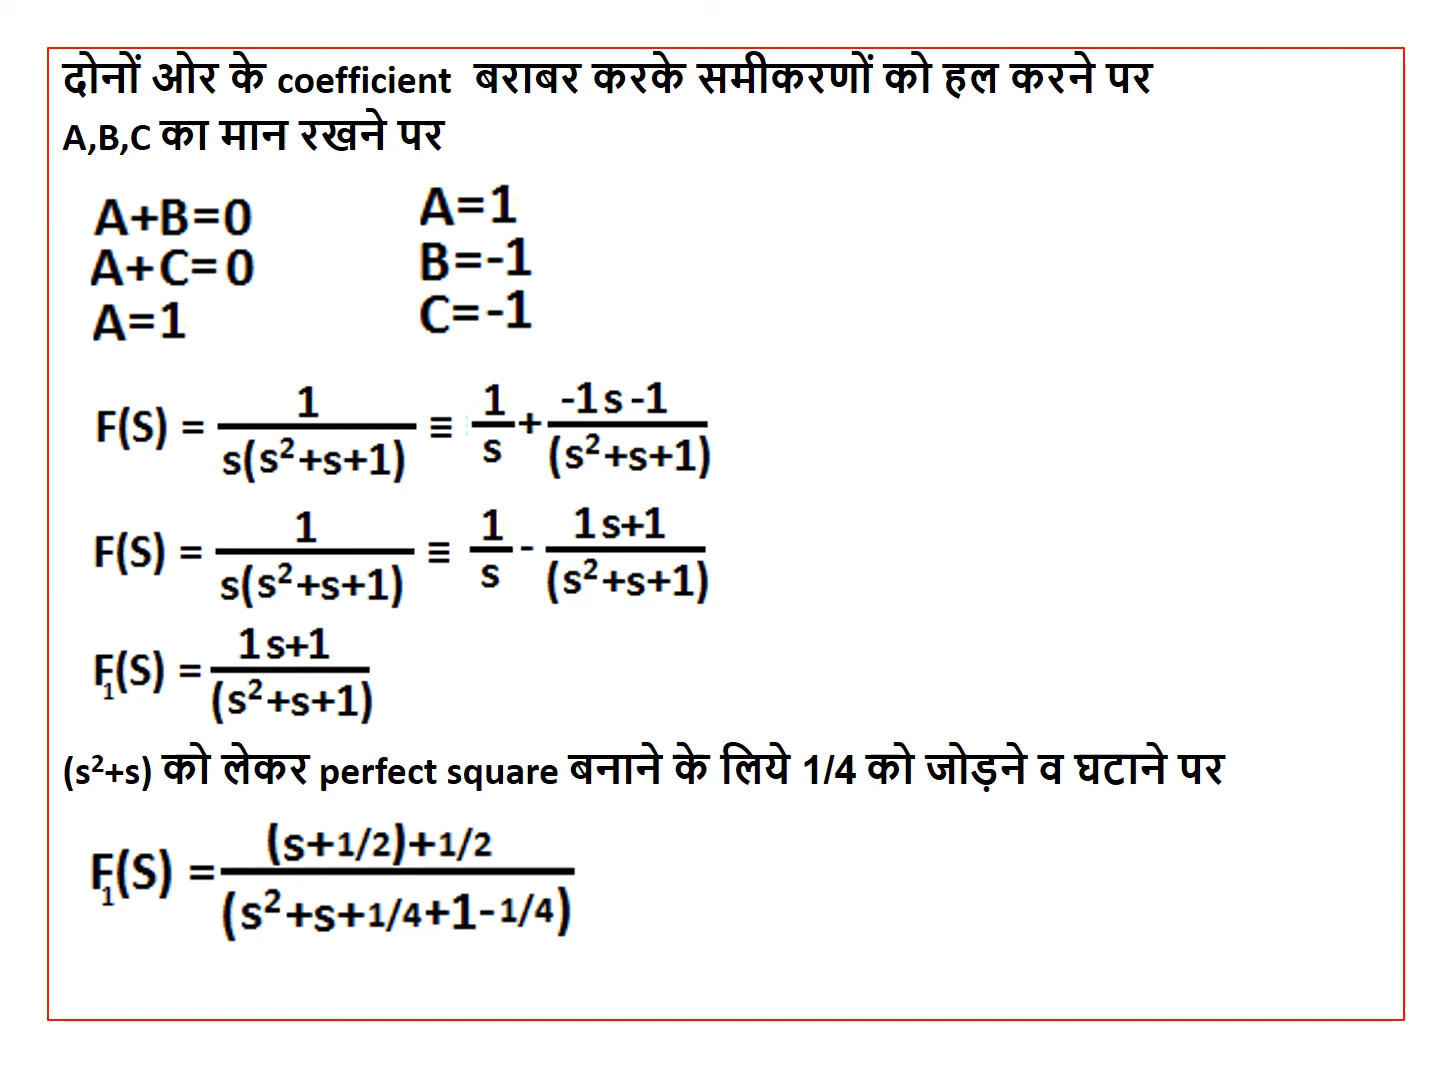 दोनों ओर के coefficient बराबर करके समीकरणों को हल करने पर
A,B,C का मान रखने पर
A+B=0 A=1
A+C=0 B=-1
A=1 C=-1
F(S) = 1/s(s²+s+1) ≡ 1/s + -1s-1/(s²+s+1)
F(S) = 1/s(s²+s+1) ≡ 1/s - 1s+1/(s²+s+1)
F₁(S) = 1s+1/(s²+s+1)
(s²+s) को लेकर perfect square बनाने के लिये 1/4 को जोड़ने व घटाने पर
F₁(S) = (s+1/2)+1/2/(s²+s+1/4+1-1/4)